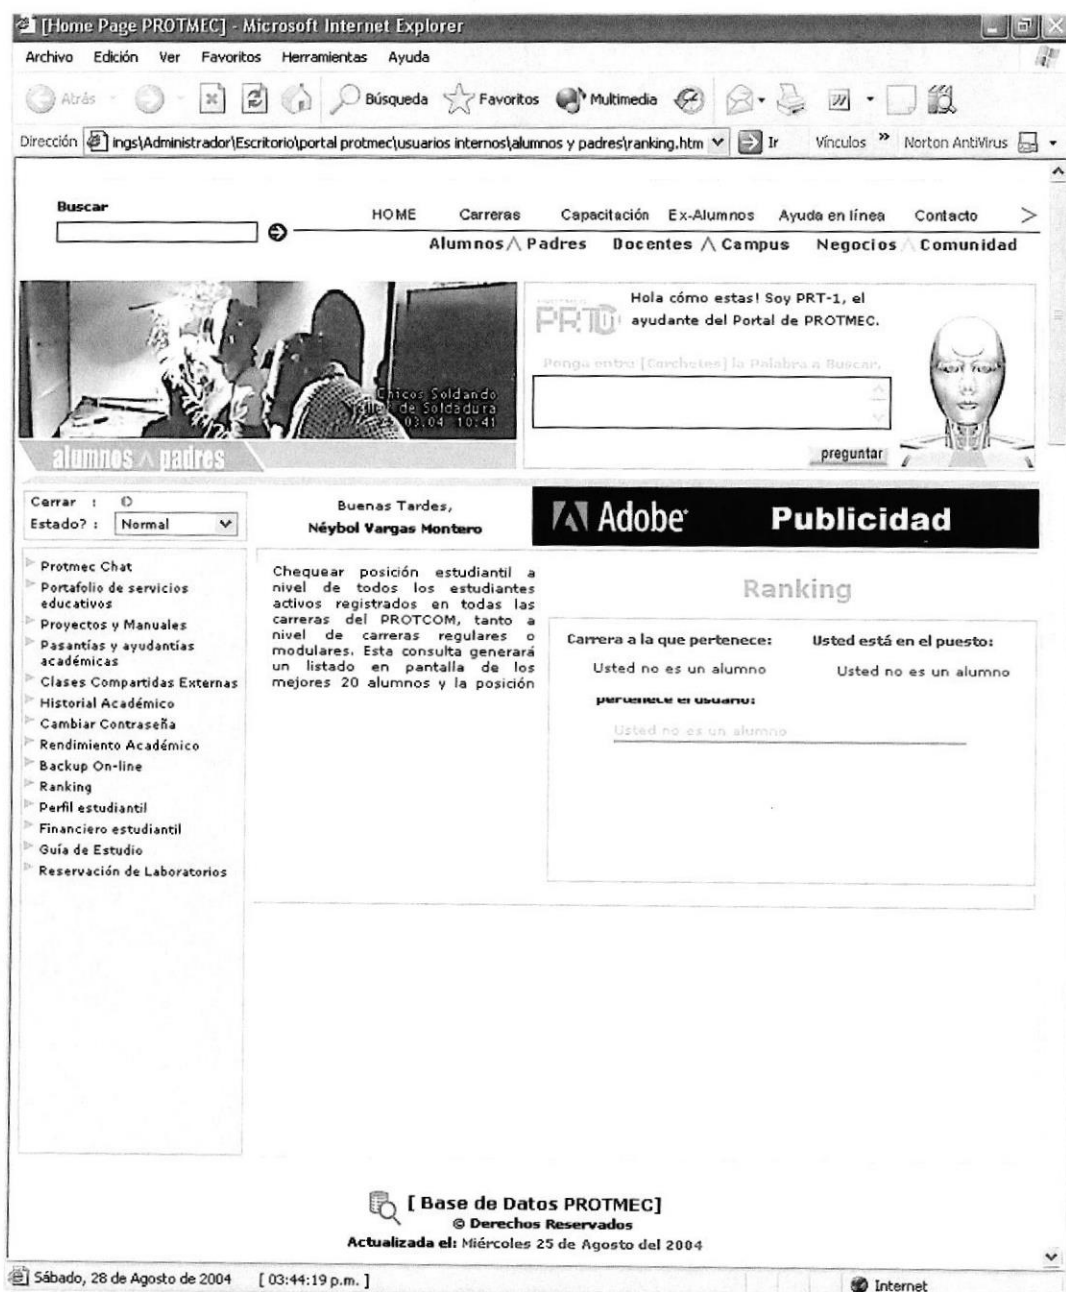 [Home Page PROTMEC] - Microsoft Internet Explorer
Archivo Edición Ver Favoritos Herramientas Ayuda
Atrás Búsqueda Favoritos Multimedia
Dirección ings\Administrador\Escritorio\portal protmec\usuarios internos\alumnos y padres\ranking.htm Ir Vínculos » Norton AntiVirus
Buscar
HOME Carreras Capacitación Ex-Alumnos Ayuda en línea Contacto >
Alumnos Padres Docentes Campus Negocios Comunidad
Hola cómo estas! Soy PRT-1, el
ayudante del Portal de PROTMEC.
Ponga entre [Corchetes] la Palabra a Buscar.
preguntar
Chicos Soldando
Taller de Soldadura
03.04 10:41
alumnos padres
Cerrar :
Estado? : Normal
Buenas Tardes,
Néybol Vargas Montero
Adobe Publicidad
Protmec Chat
Portafolio de servicios
educativos
Proyectos y Manuales
Pasantías y ayudantías
académicas
Clases Compartidas Externas
Historial Académico
Cambiar Contraseña
Rendimiento Académico
Backup On-line
Ranking
Perfil estudiantil
Financiero estudiantil
Guía de Estudio
Reservación de Laboratorios
Chequear posición estudiantil a
nivel de todos los estudiantes
activos registrados en todas las
carreras del PROTCOM, tanto a
nivel de carreras regulares o
modulares. Esta consulta generará
un listado en pantalla de los
mejores 20 alumnos y la posición
Ranking
Carrera a la que pertenece: Usted está en el puesto:
Usted no es un alumno Usted no es un alumno
pertenece el usuario:
Usted no es un alumno
[ Base de Datos PROTMEC]
© Derechos Reservados
Actualizada el: Miércoles 25 de Agosto del 2004
Sábado, 28 de Agosto de 2004 [ 03:44:19 p.m. ] Internet